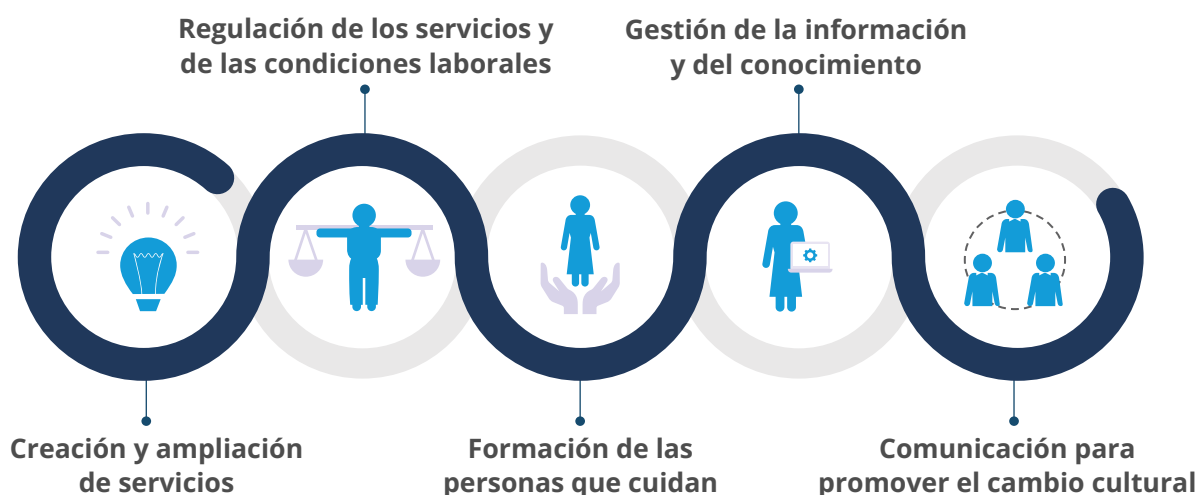 Regulación de los servicios y
de las condiciones laborales
Gestión de la información
y del conocimiento
Creación y ampliación
de servicios
Formación de las
personas que cuidan
Comunicación para
promover el cambio cultural